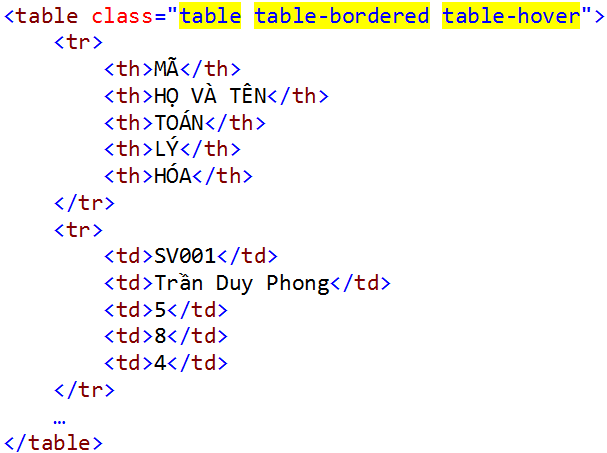 <table class="table table-bordered table-hover">
    <tr>
        <th>MÃ</th>
        <th>HỌ VÀ TÊN</th>
        <th>TOÁN</th>
        <th>LÝ</th>
        <th>HÓA</th>
    </tr>
    <tr>
        <td>SV001</td>
        <td>Trần Duy Phong</td>
        <td>5</td>
        <td>8</td>
        <td>4</td>
    </tr>
    …
</table>